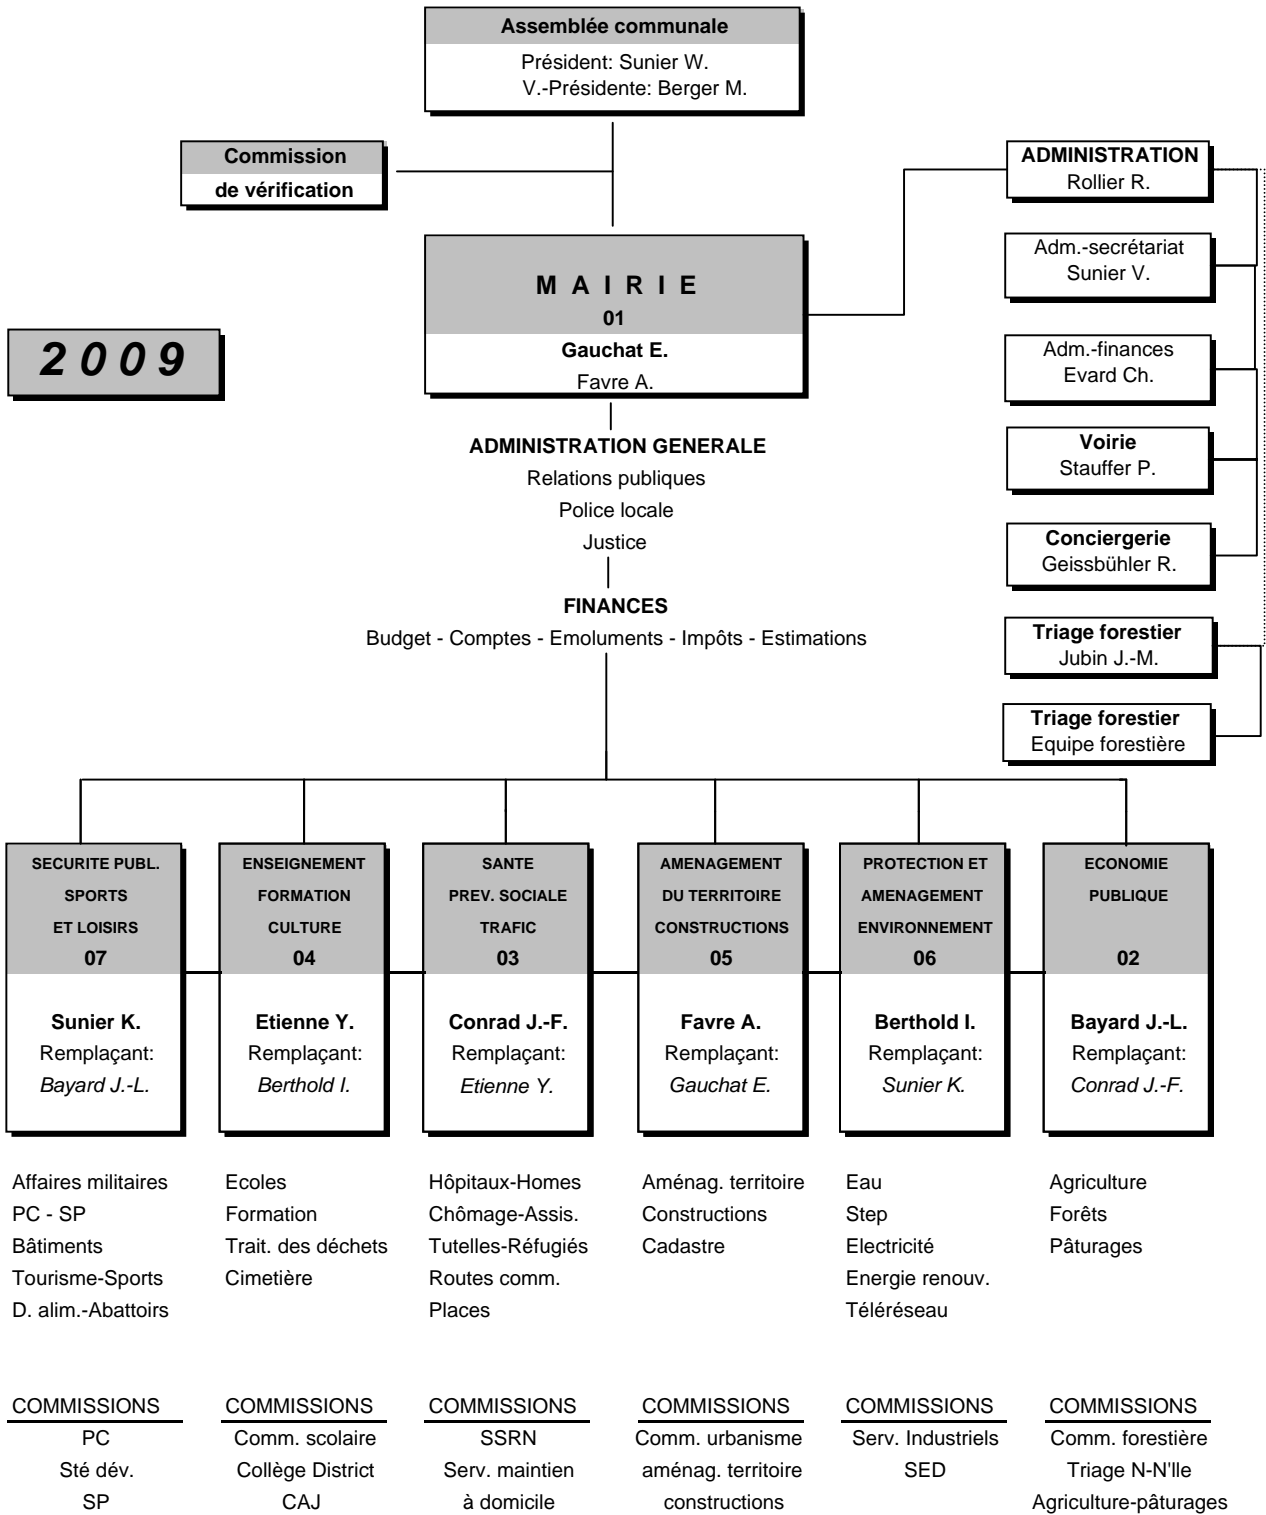 Assemblée communale
Président: Sunier W.
V.-Présidente: Berger M.
Commission
de vérification
ADMINISTRATION
Rollier R.
Adm.-secrétariat
Sunier V.
MAIRIE
01
Gauchat E.
Favre A.
2009
Adm.-finances
Evard Ch.
Voirie
Stauffer P.
Conciergerie
Geissbühler R.
Triage forestier
Jubin J.-M.
Triage forestier
Equipe forestière
ADMINISTRATION GENERALE
Relations publiques
Police locale
Justice
FINANCES
Budget - Comptes - Emoluments - Impôts - Estimations
SECURITE PUBL.
SPORTS
ET LOISIRS
07
Sunier K.
Remplaçant:
Bayard J.-L.
ENSEIGNEMENT
FORMATION
CULTURE
04
Etienne Y.
Remplaçant:
Berthold I.
SANTE
PREV. SOCIALE
TRAFIC
03
Conrad J.-F.
Remplaçant:
Etienne Y.
AMENAGEMENT
DU TERRITOIRE
CONSTRUCTIONS
05
Favre A.
Remplaçant:
Gauchat E.
PROTECTION ET
AMENAGEMENT
ENVIRONNEMENT
06
Berthold I.
Remplaçant:
Sunier K.
ECONOMIE
PUBLIQUE
02
Bayard J.-L.
Remplaçant:
Conrad J.-F.
Affaires militaires
PC - SP
Bâtiments
Tourisme-Sports
D. alim.-Abattoirs
Ecoles
Formation
Trait. des déchets
Cimetière
Hôpitaux-Homes
Chômage-Assis.
Tutelles-Réfugiés
Routes comm.
Places
Aménag. territoire
Constructions
Cadastre
Eau
Step
Electricité
Energie renouv.
Téléréseau
Agriculture
Forêts
Pâturages
COMMISSIONS
PC
Sté dév.
SP
COMMISSIONS
Comm. scolaire
Collège District
CAJ
COMMISSIONS
SSRN
Serv. maintien
à domicile
COMMISSIONS
Comm. urbanisme
aménag. territoire
constructions
COMMISSIONS
Serv. Industriels
SED
COMMISSIONS
Comm. forestière
Triage N-N'lle
Agriculture-pâturages